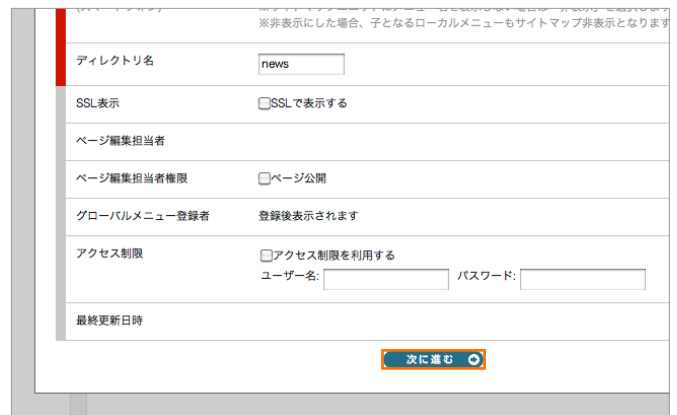 ※非表示にした場合、子となるローカルメニューもサイトマップ非表示となります
ディレクトリ名 news
SSL表示 SSLで表示する
ページ編集担当者
ページ編集担当者権限 ページ公開
グローバルメニュー登録者 登録後表示されます
アクセス制限 アクセス制限を利用する
ユーザー名: パスワード:
最終更新日時
次に進む